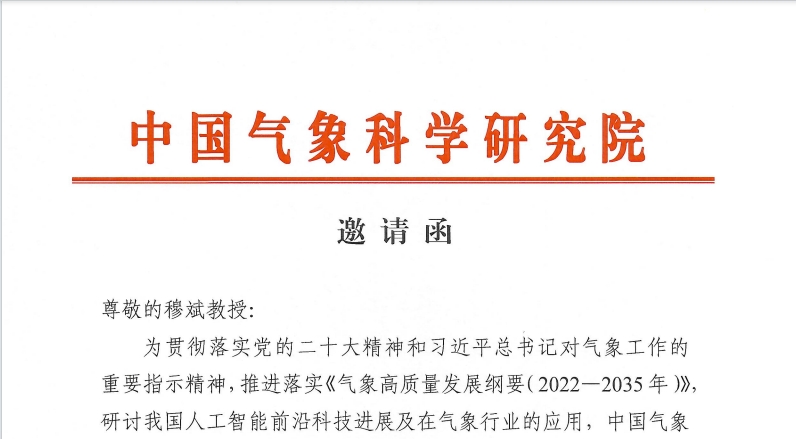 中国气象科学研究院
邀请函
尊敬的穆斌教授：
为贯彻落实党的二十大精神和习近平总书记对气象工作的
重要指示精神，推进落实《气象高质量发展纲要（2022—2035年）》，
研讨我国人工智能前沿科技进展及在气象行业的应用，中国气象